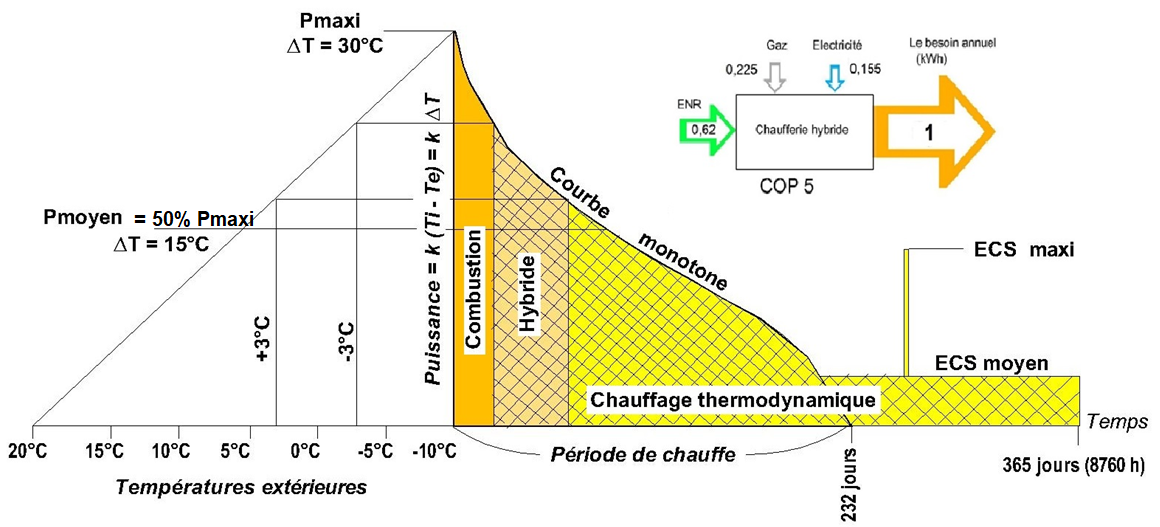 Pmaxi
ΔT = 30°C
Gaz
Electricité
Le besoin annuel
(kWh)
0,225
0,155
ENR
0,62
Chaufferie hybride
1
COP 5
Puissance = k (Ti - Te) = k ΔT
Courbe monotone
Pmoyen = 50% Pmaxi
ΔT = 15°C
Combustion
Hybride
+3°C
-3°C
ECS maxi
ECS moyen
Chauffage thermodynamique
Temps
20°C 15°C 10°C 5°C 0°C -5°C -10°C
Période de chauffe
232 jours
365 jours (8760 h)
Températures extérieures